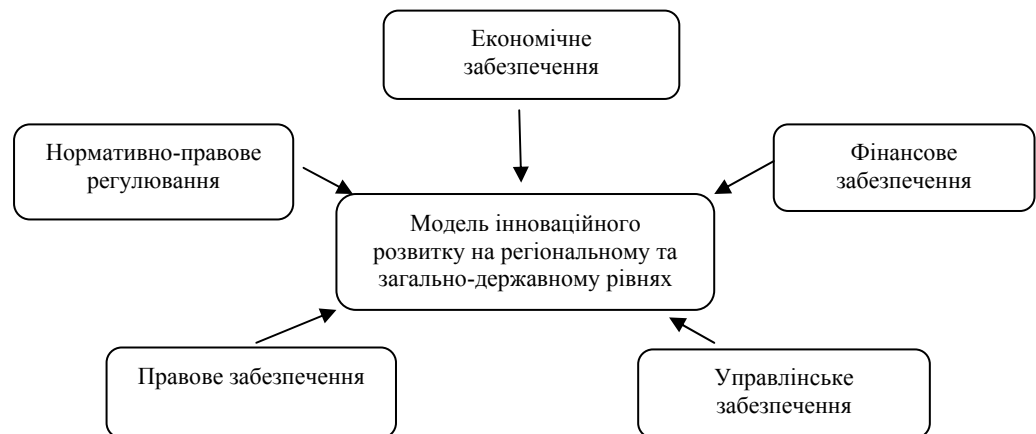 Економічне
забезпечення
Нормативно-правове
регулювання
Фінансове
забезпечення
Модель інноваційного
розвитку на регіональному та
загально-державному рівнях
Правове забезпечення
Управлінське
забезпечення